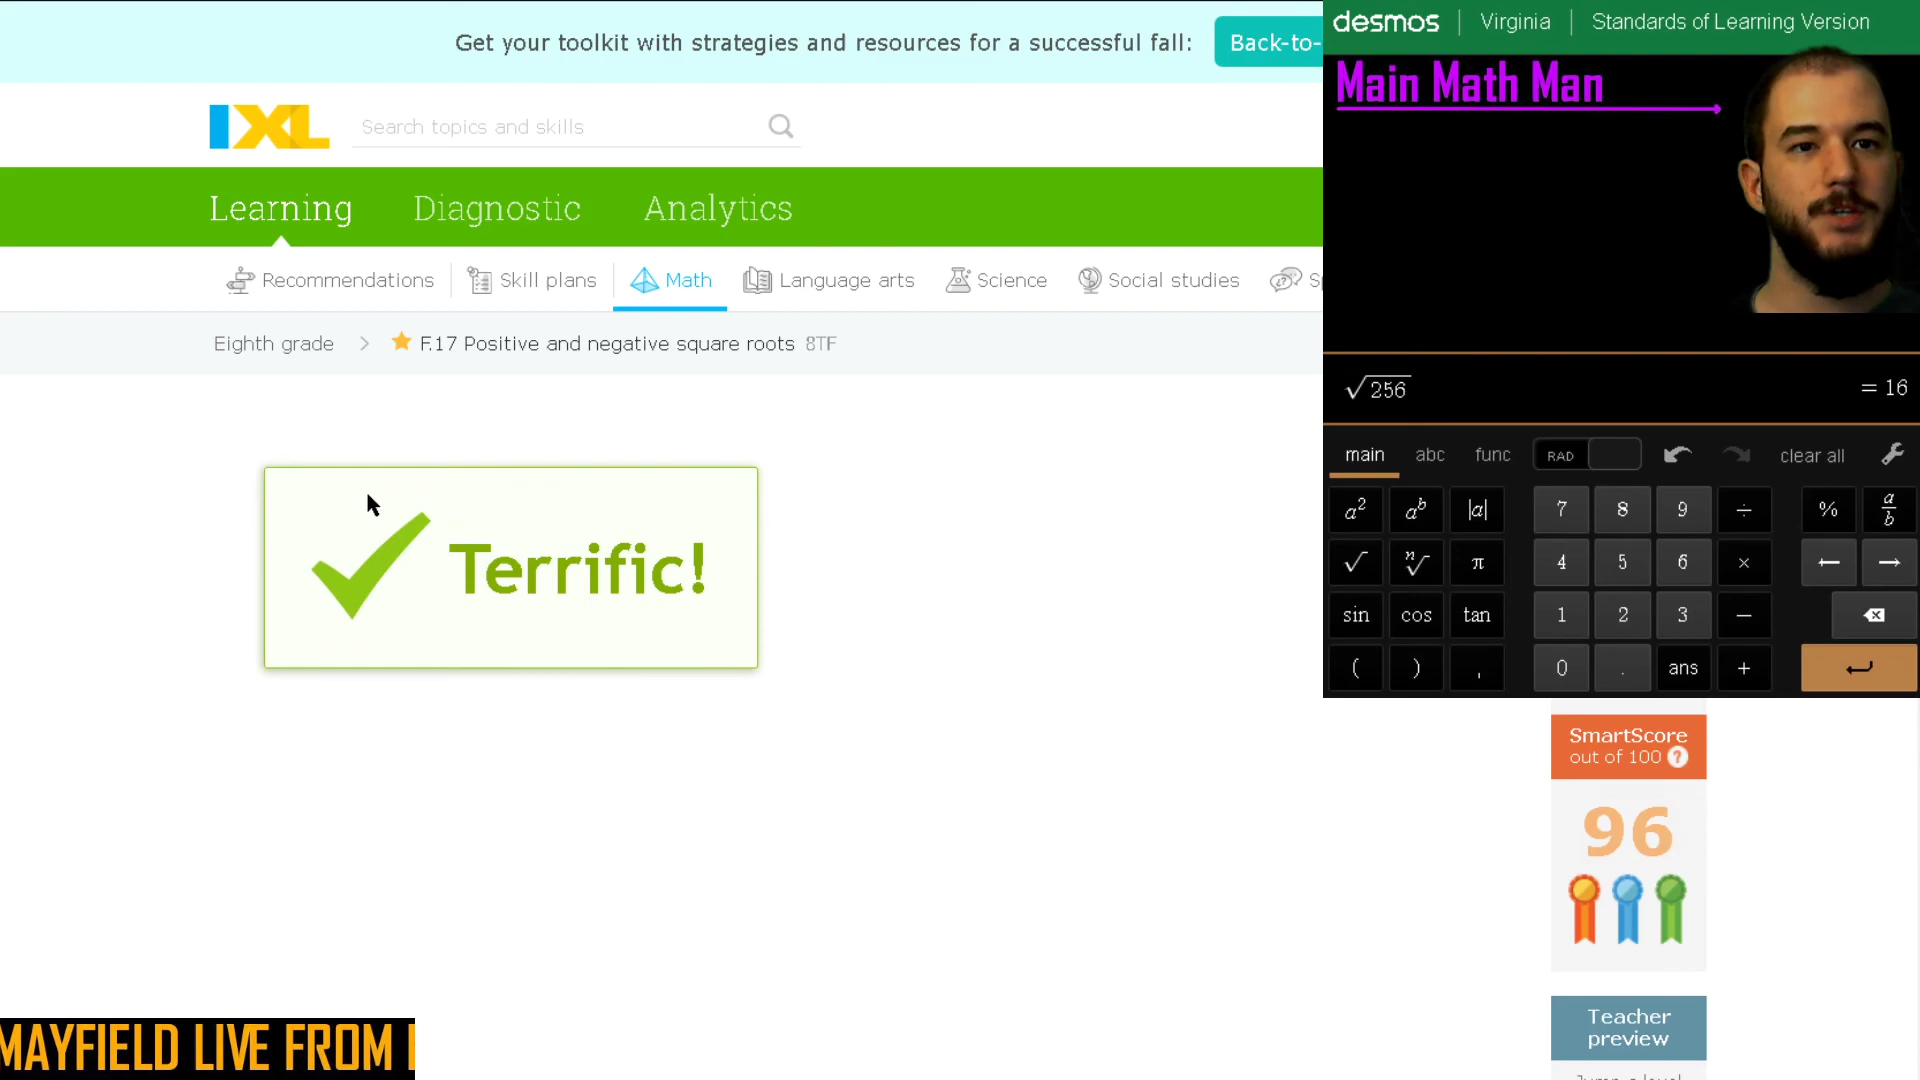 Get your toolkit with strategies and resources for a successful fall:
Back-to-
IXL
Search topics and skills
Learning
Diagnostic
Analytics
Recommendations
Skill plans
Math
Language arts
Science
Social studies
Eighth grade > F.17 Positive and negative square roots 8TF
Terrific!
desmos | Virginia | Standards of Learning Version
Main Math Man
√256 = 16
main
abc
func
RAD
clear all
a² aᵇ |a| 7 8 9 ÷ % a/b
√ ⁿ√ π 4 5 6 × ← →
sin cos tan 1 2 3 −
( ) , 0 . ans +
SmartScore
out of 100 ?
96
Teacher
preview
MAYFIELD LIVE FROM